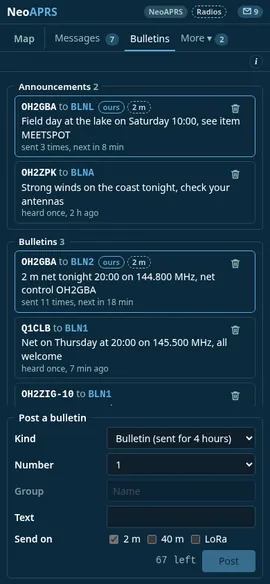 NeoAPRS NeoAPRS Radios 9
Map Messages 7 Bulletins More ▾ 2
i
Announcements 2
OH2GBA to BLNL ours 2 m
Field day at the lake on Saturday 10:00, see item
MEETSPOT
sent 3 times, next in 8 min
OH2ZPK to BLNA
Strong winds on the coast tonight, check your
antennas
heard once, 2 h ago
Bulletins 3
OH2GBA to BLN2 ours 2 m
2 m net tonight 20:00 on 144.800 MHz, net
control OH2GBA
sent 11 times, next in 18 min
Q1CLB to BLN1
Net on Thursday at 20:00 on 145.500 MHz, all
welcome
heard once, 7 min ago
OH2ZIG-10 to BLN1
Post a bulletin
Kind Bulletin (sent for 4 hours)
Number 1
Group Name
Text
Send on 2 m 40 m LoRa
67 left Post